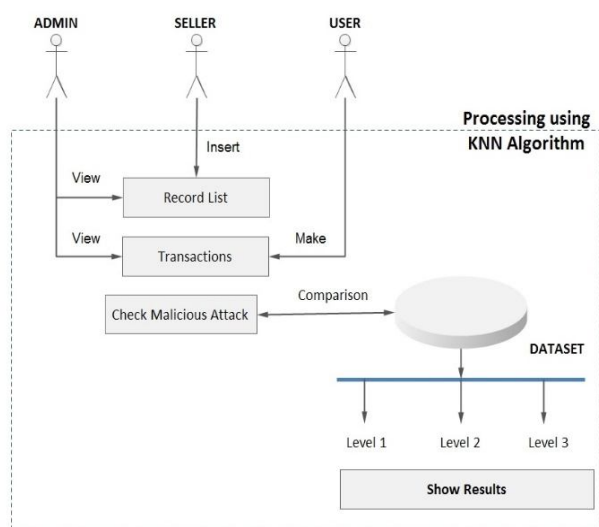 ADMIN
SELLER
USER
Processing using
KNN Algorithm
Insert
View
Record List
View
Make
Transactions
Comparison
Check Malicious Attack
DATASET
Level 1
Level 2
Level 3
Show Results